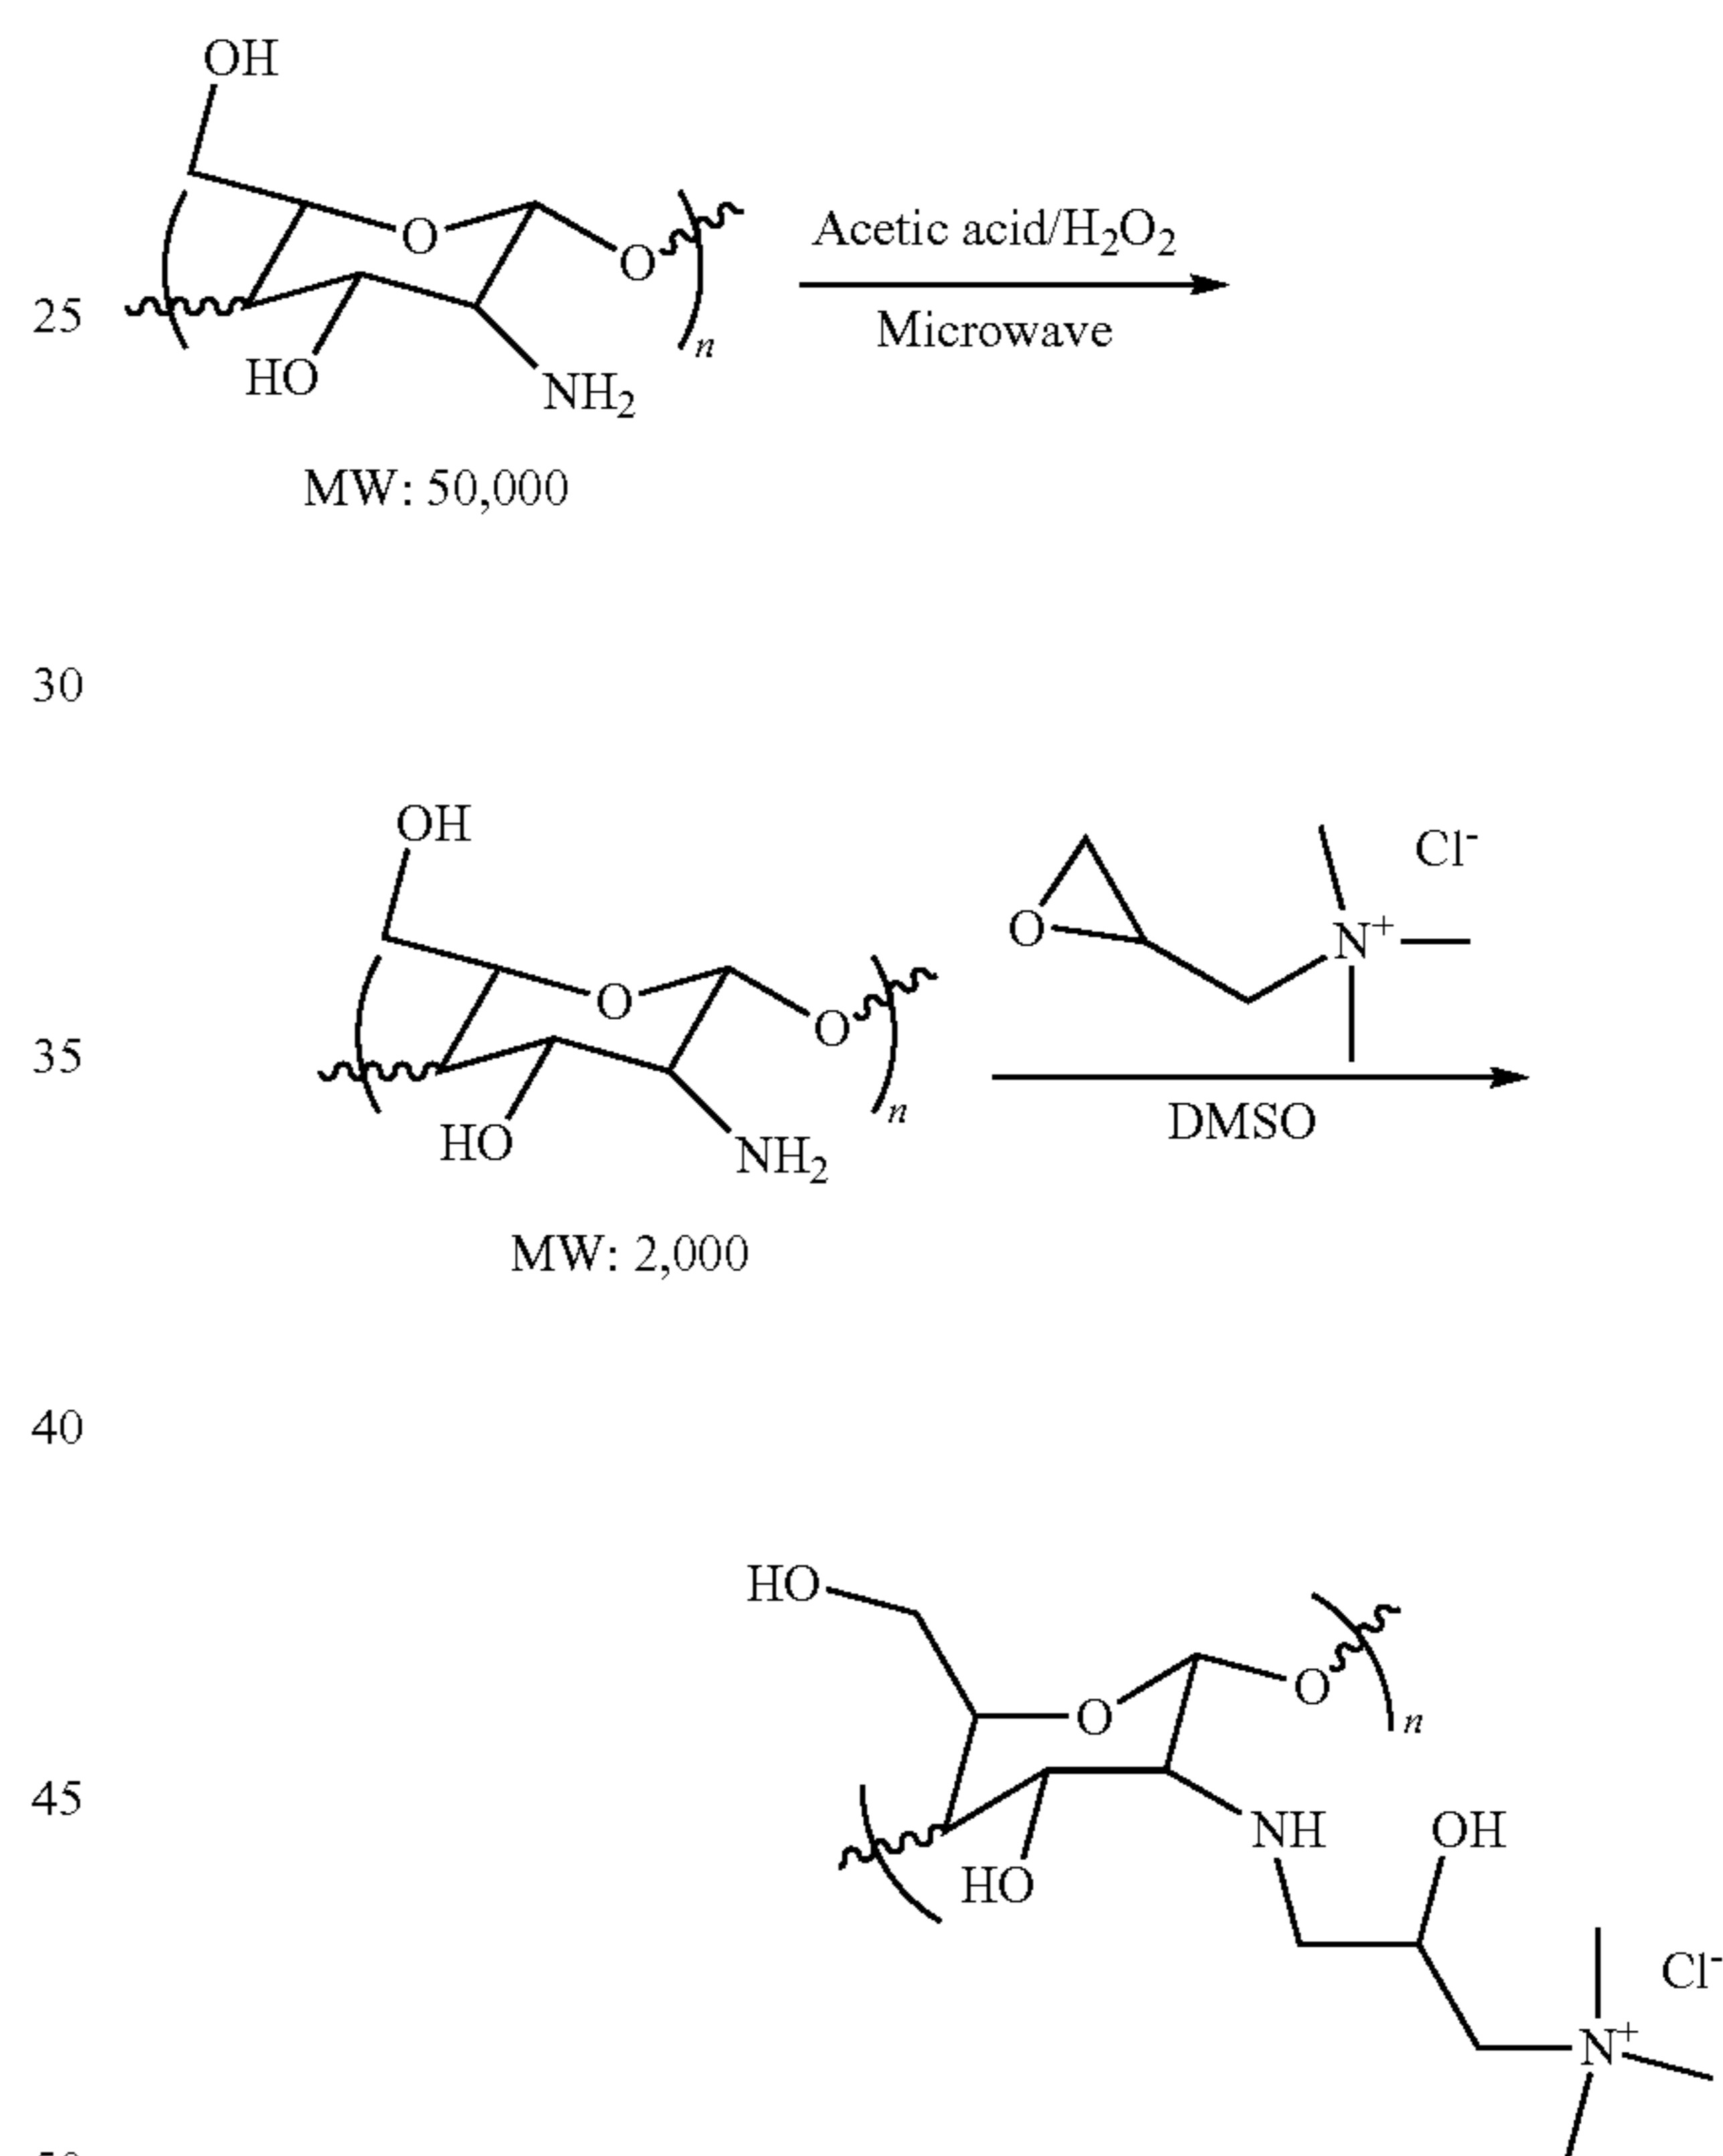 OH
O
O
Acetic acid/H₂O₂
25
Microwave
n
HO
NH₂
MW: 50,000
30
OH
Cl⁻
O
N⁺
O
O
35
n
DMSO
HO
NH₂
MW: 2,000
40
HO
O
O
n
45
NH
OH
HO
Cl⁻
N⁺